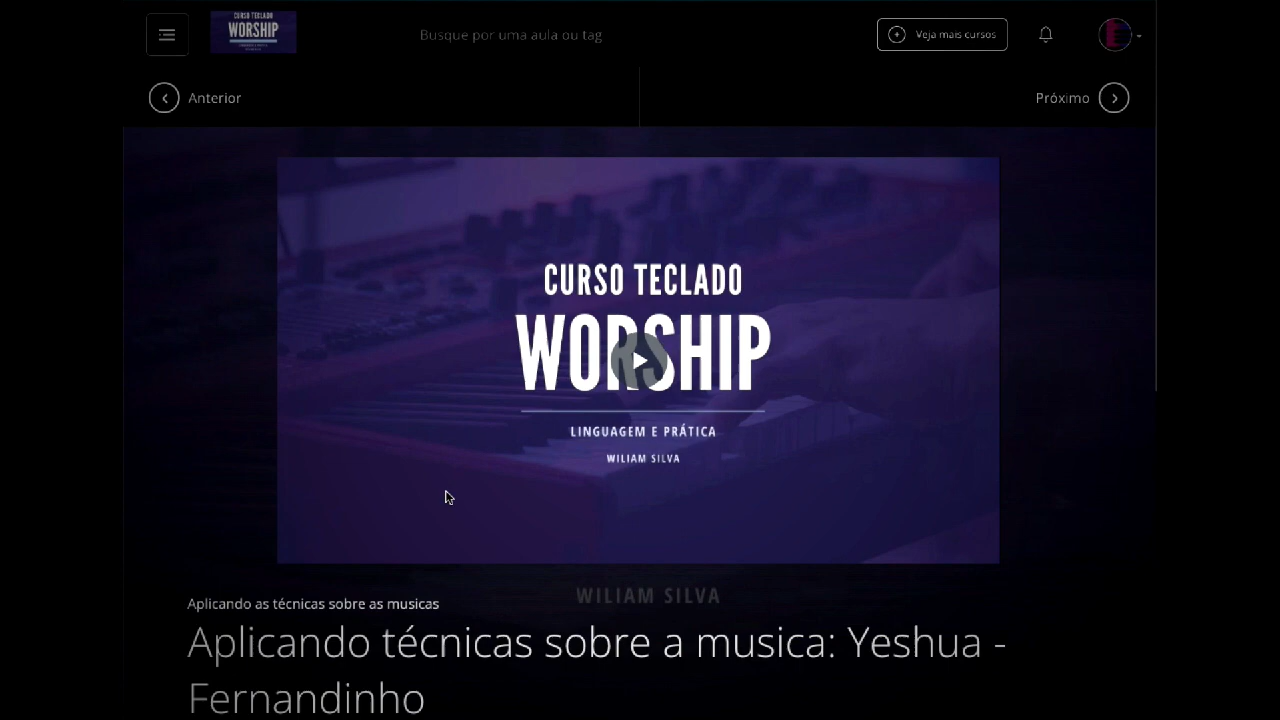 CURSO TECLADO
WORSHIP
Busque por uma aula ou tag
Veja mais cursos
Anterior
Próximo
CURSO TECLADO
WORSHIP
LINGUAGEM E PRÁTICA
WILIAM SILVA
WILIAM SILVA
Aplicando as técnicas sobre as musicas
Aplicando técnicas sobre a musica: Yeshua -
Fernandinho